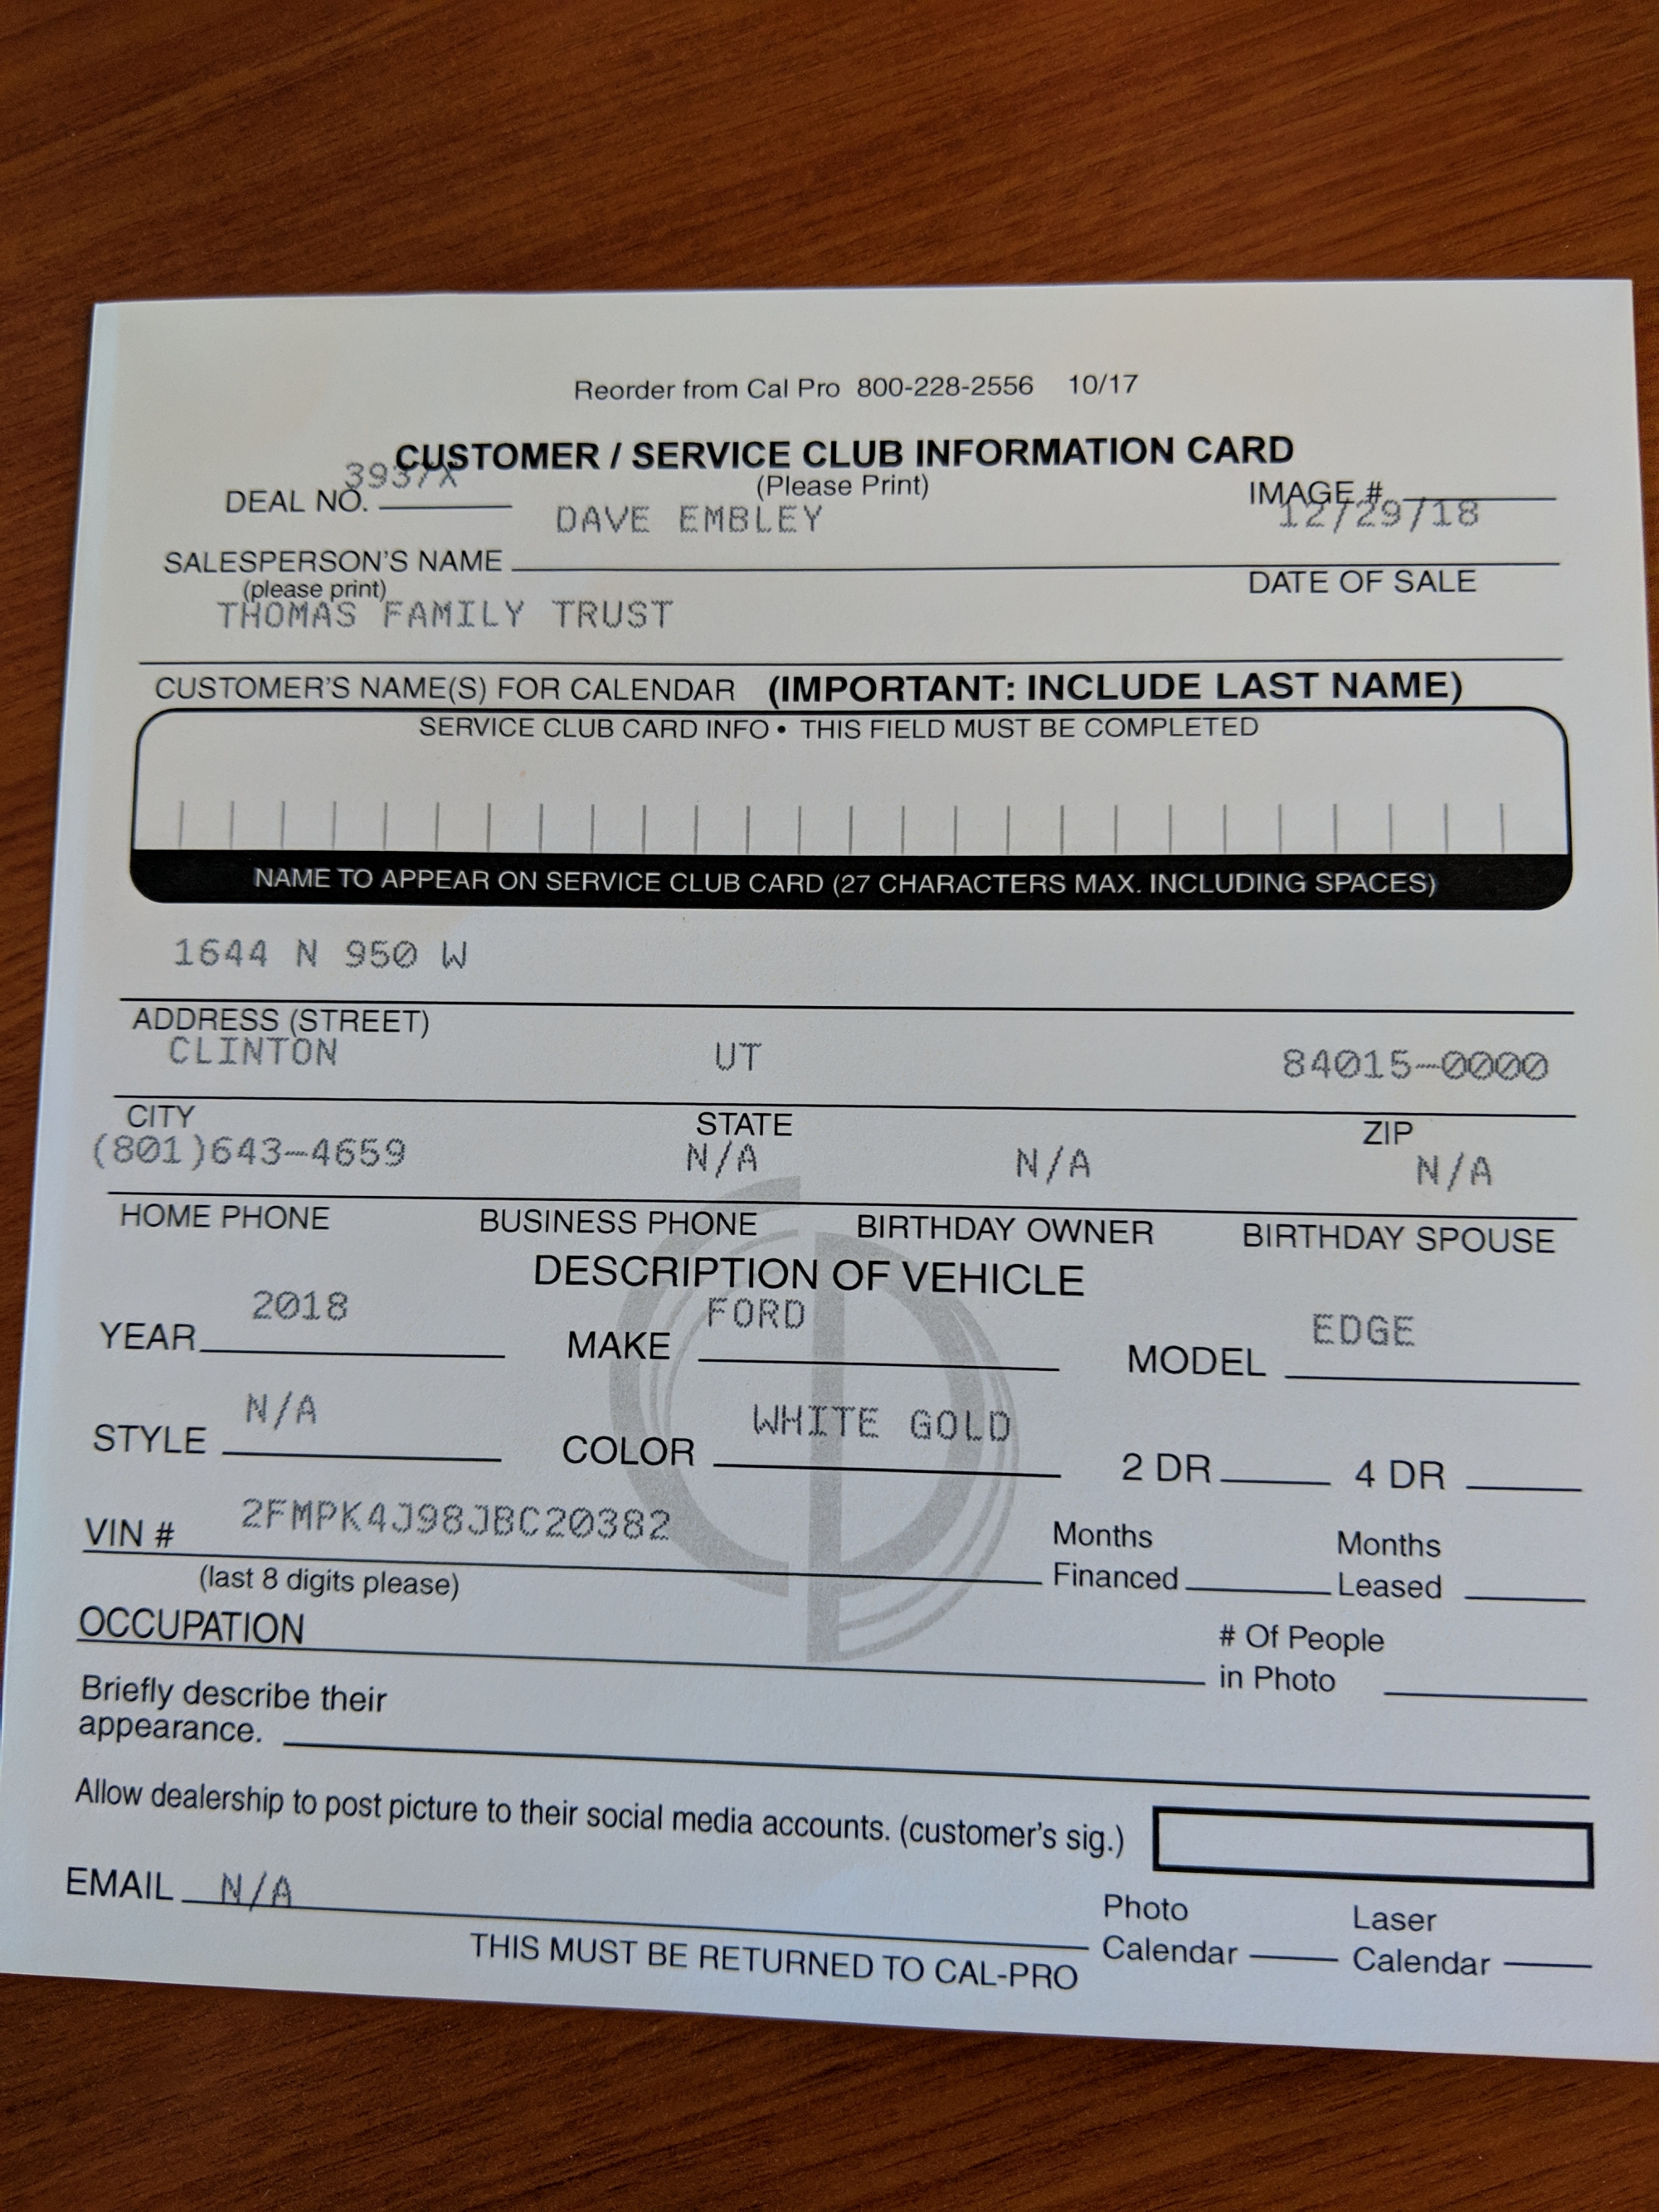 Reorder from Cal Pro 800-228-2556 10/17
CUSTOMER / SERVICE CLUB INFORMATION CARD
3937X
DEAL NO.
(Please Print)
IMAGE #
DAVE EMBLEY
12/29/18
SALESPERSON'S NAME
(please print)
DATE OF SALE
THOMAS FAMILY TRUST
CUSTOMER'S NAME(S) FOR CALENDAR (IMPORTANT: INCLUDE LAST NAME)
SERVICE CLUB CARD INFO • THIS FIELD MUST BE COMPLETED
NAME TO APPEAR ON SERVICE CLUB CARD (27 CHARACTERS MAX. INCLUDING SPACES)
1644 N 950 W
ADDRESS (STREET)
CLINTON UT 84015-0000
CITY STATE ZIP
(801)643-4659 N/A N/A N/A
HOME PHONE BUSINESS PHONE BIRTHDAY OWNER BIRTHDAY SPOUSE
DESCRIPTION OF VEHICLE
YEAR 2018 MAKE FORD MODEL EDGE
STYLE N/A COLOR WHITE GOLD 2 DR 4 DR
VIN # 2FMPK4J98JBC20382
(last 8 digits please)
Months Financed
Months Leased
OCCUPATION
# Of People in Photo
Briefly describe their
appearance.
Allow dealership to post picture to their social media accounts. (customer's sig.)
EMAIL N/A
Photo Calendar
Laser Calendar
THIS MUST BE RETURNED TO CAL-PRO